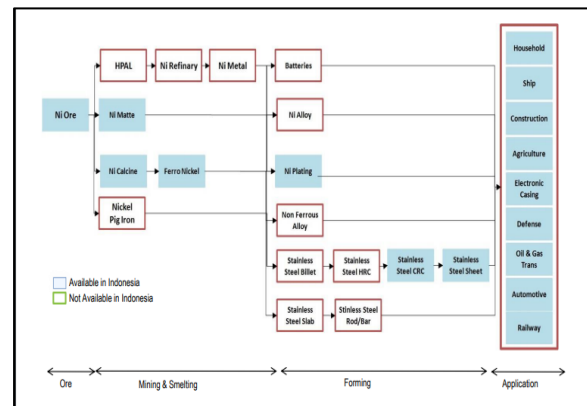 HPAL
Ni Refinary
Ni Metal
Batteries
Household
Ship
Ni Ore
Ni Matte
Ni Alloy
Construction
Agriculture
Ni Calcine
Ferro Nickel
Ni Plating
Electronic
Casing
Nickel
Pig Iron
Non Ferrous
Alloy
Defense
Stainless
Steel Billet
Stainless
Steel HRC
Stainless
Steel CRC
Stainless
Steel Sheet
Oil & Gas
Trans
Available in Indonesia
Not Available in Indonesia
Automotive
Stainless
Steel Slab
Stinless Steel
Rod/Bar
Railway
Ore
Mining & Smelting
Forming
Application